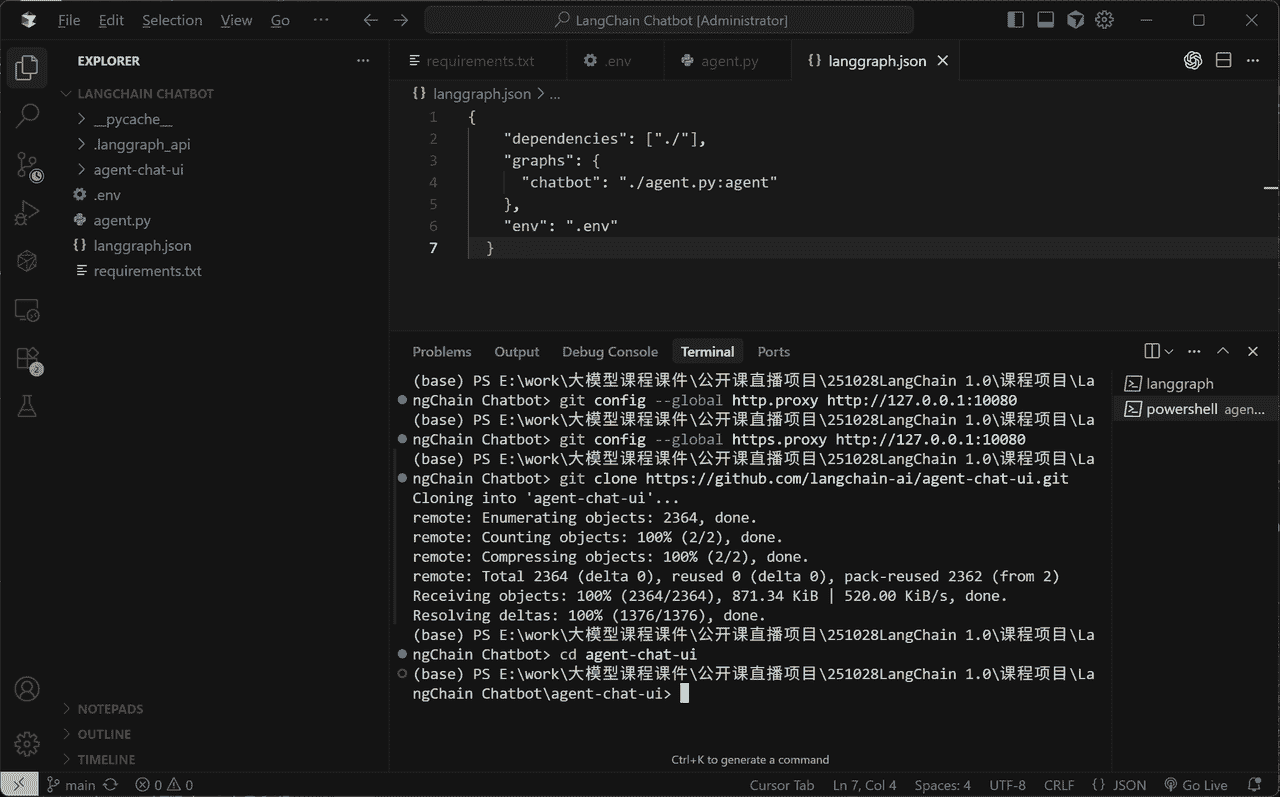 File Edit Selection View Go ··· LangChain Chatbot [Administrator]
EXPLORER ···
LANGCHAIN CHATBOT
__pycache__
.langgraph_api
agent-chat-ui
.env
agent.py
{} langgraph.json
requirements.txt
NOTEPADS
OUTLINE
TIMELINE
2
requirements.txt .env agent.py {} langgraph.json
{} langgraph.json > ...
1 {
2 "dependencies": ["./"],
3 "graphs": {
4 "chatbot": "./agent.py:agent"
5 },
6 "env": ".env"
7 }
Problems Output Debug Console Terminal Ports
(base) PS E:\work\大模型课程课件\公开课直播项目\251028LangChain 1.0\课程项目\La
ngChain Chatbot> git config --global http.proxy http://127.0.0.1:10080
(base) PS E:\work\大模型课程课件\公开课直播项目\251028LangChain 1.0\课程项目\La
ngChain Chatbot> git config --global https.proxy http://127.0.0.1:10080
(base) PS E:\work\大模型课程课件\公开课直播项目\251028LangChain 1.0\课程项目\La
ngChain Chatbot> git clone https://github.com/langchain-ai/agent-chat-ui.git
Cloning into 'agent-chat-ui'...
remote: Enumerating objects: 2364, done.
remote: Counting objects: 100% (2/2), done.
remote: Compressing objects: 100% (2/2), done.
remote: Total 2364 (delta 0), reused 0 (delta 0), pack-reused 2362 (from 2)
Receiving objects: 100% (2364/2364), 871.34 KiB | 520.00 KiB/s, done.
Resolving deltas: 100% (1376/1376), done.
(base) PS E:\work\大模型课程课件\公开课直播项目\251028LangChain 1.0\课程项目\La
ngChain Chatbot> cd agent-chat-ui
(base) PS E:\work\大模型课程课件\公开课直播项目\251028LangChain 1.0\课程项目\La
ngChain Chatbot\agent-chat-ui>
Ctrl+K to generate a command
langgraph
powershell agen...
main 0 0 Cursor Tab Ln 7, Col 4 Spaces: 4 UTF-8 CRLF {} JSON Go Live